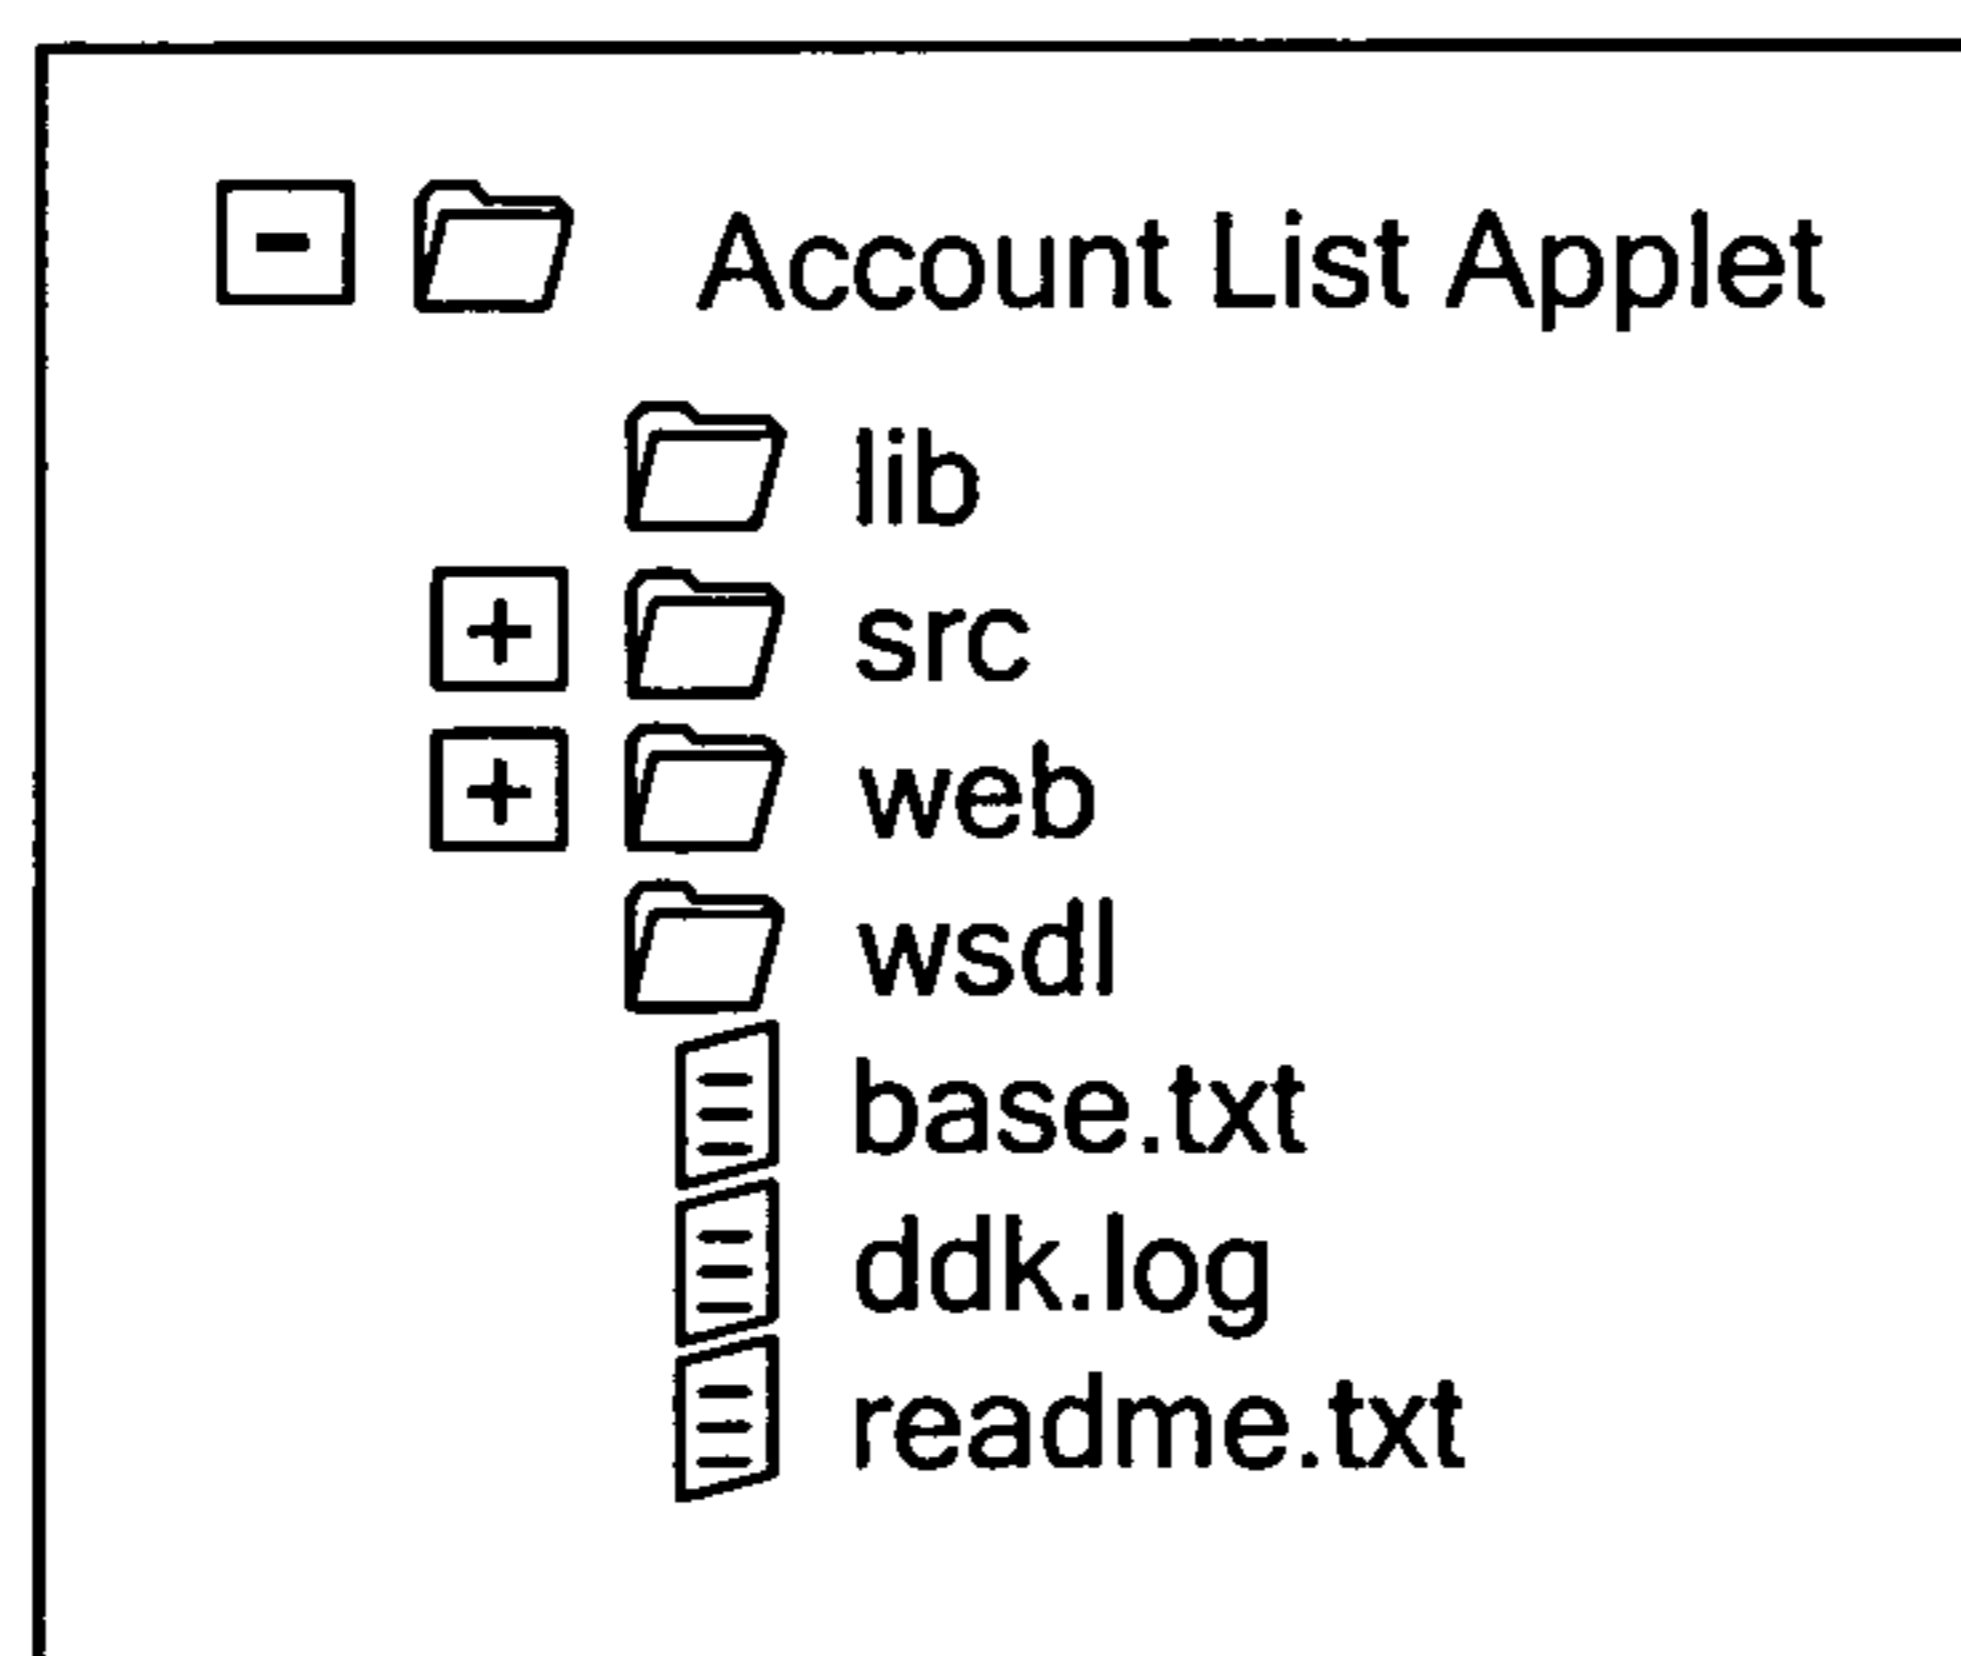 Account List Applet
lib
src
web
wsdl
base.txt
ddk.log
readme.txt